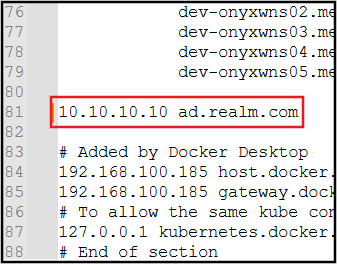 76 dev-onyxwns02.me
77 dev-onyxwns03.me
78 dev-onyxwns04.me
79 dev-onyxwns05.me
80
81 10.10.10.10 ad.realm.com
82
83 # Added by Docker Desktop
84 192.168.100.185 host.docker.
85 192.168.100.185 gateway.dock
86 # To allow the same kube con
87 127.0.0.1 kubernetes.docker.
88 # End of section